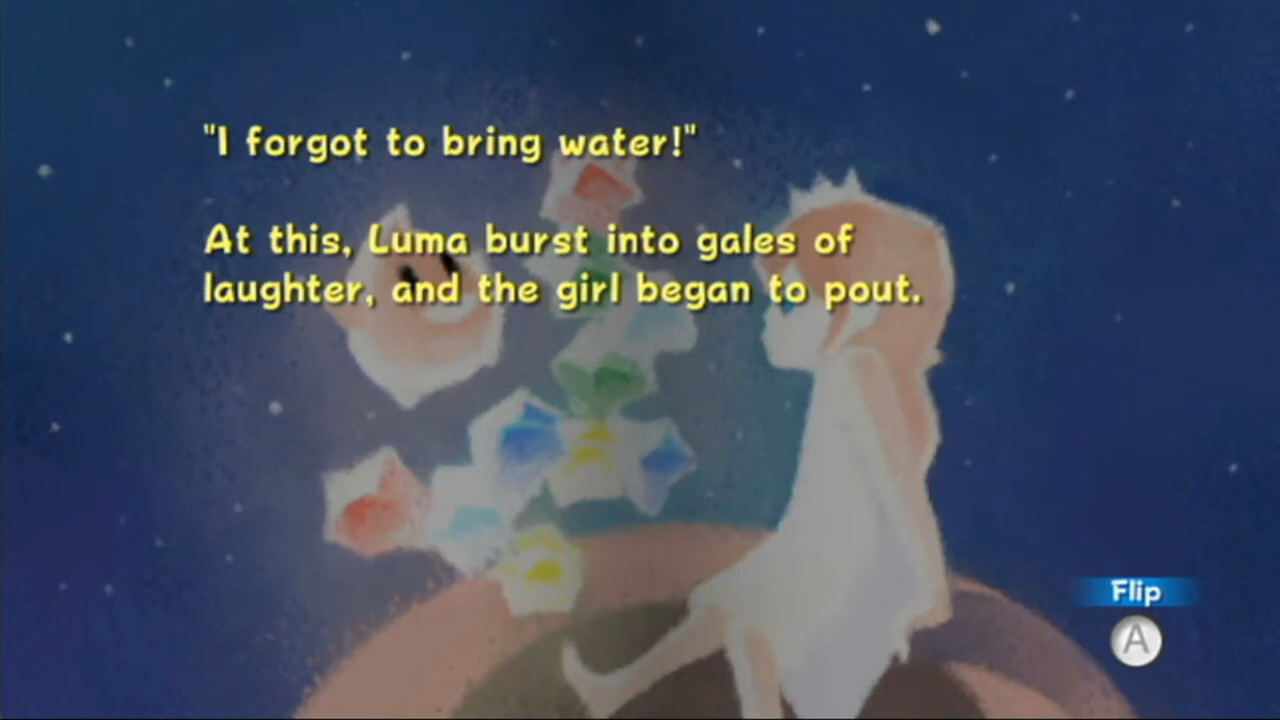 "I forgot to bring water!"
At this, Luma burst into gales of
laughter, and the girl began to pout.
Flip
A